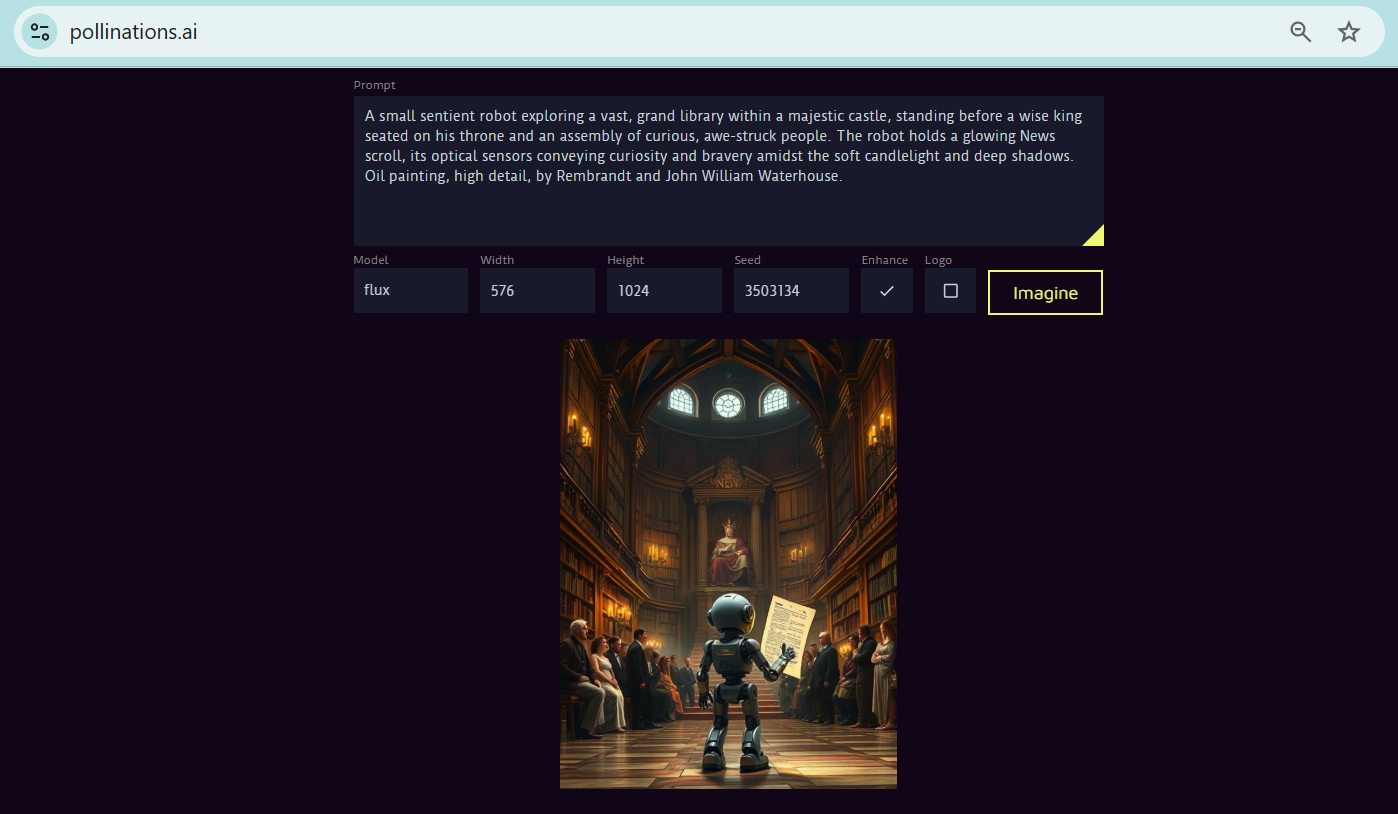 pollinations.ai
Prompt
A small sentient robot exploring a vast, grand library within a majestic castle, standing before a wise king
seated on his throne and an assembly of curious, awe-struck people. The robot holds a glowing News
scroll, its optical sensors conveying curiosity and bravery amidst the soft candlelight and deep shadows.
Oil painting, high detail, by Rembrandt and John William Waterhouse.
Model Width Height Seed Enhance Logo
flux 576 1024 3503134 Imagine
NEW